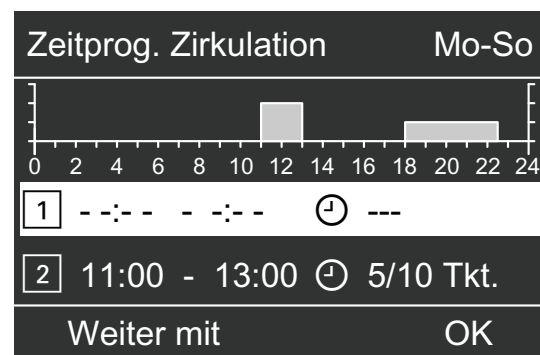 Zeitprog. Zirkulation Mo-So
0 2 4 6 8 10 12 14 16 18 20 22 24
1 - -:- - - -:- - ---
2 11:00 - 13:00 5/10 Tkt.
Weiter mit OK